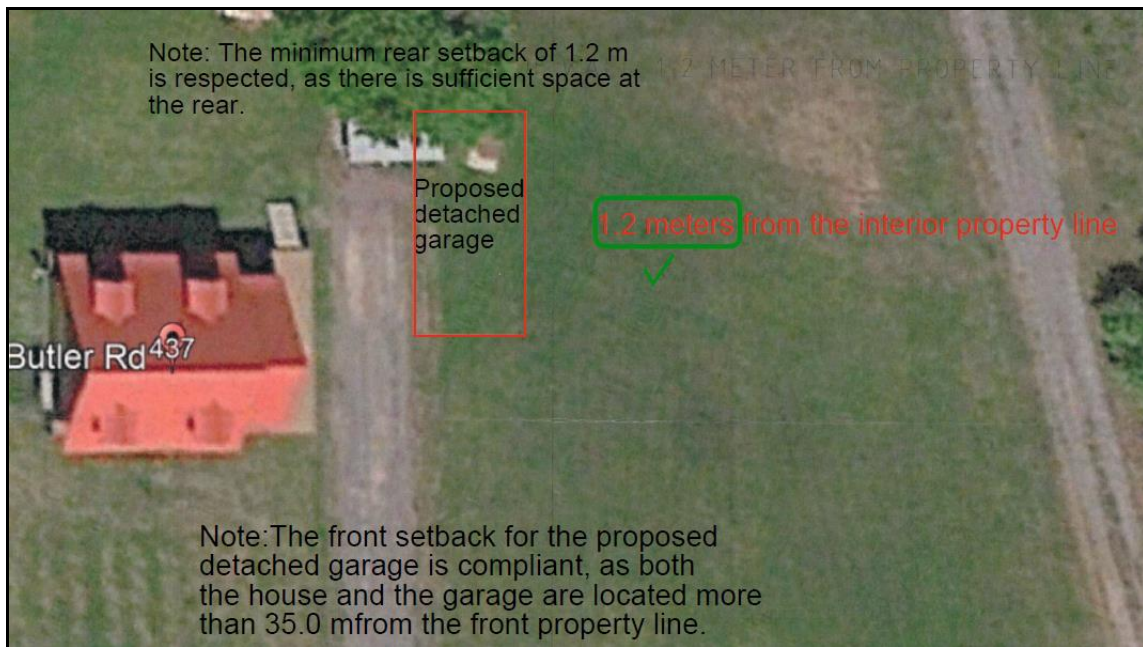 Note: The minimum rear setback of 1.2 m
is respected, as there is sufficient space at
the rear.
1.2 METER FROM PROPERTY LINE
Proposed
detached
garage
1.2 meters from the interior property line
Butler Rd 437
Note:The front setback for the proposed
detached garage is compliant, as both
the house and the garage are located more
than 35.0 mfrom the front property line.